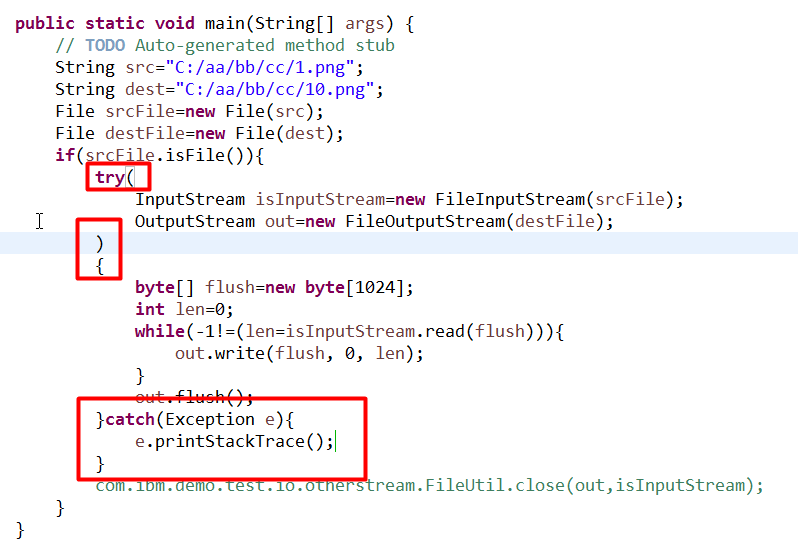 public static void main(String[] args) {
    // TODO Auto-generated method stub
    String src="C:/aa/bb/cc/1.png";
    String dest="C:/aa/bb/cc/10.png";
    File srcFile=new File(src);
    File destFile=new File(dest);
    if(srcFile.isFile()){
        try(
            InputStream isInputStream=new FileInputStream(srcFile);
            OutputStream out=new FileOutputStream(destFile);
        )
        {
            byte[] flush=new byte[1024];
            int len=0;
            while(-1!=(len=isInputStream.read(flush))){
                out.write(flush, 0, len);
            }
            out.flush();
        }catch(Exception e){
            e.printStackTrace();
        }
        com.ibm.demo.test.io.otherstream.FileUtil.close(out,isInputStream);
    }
}